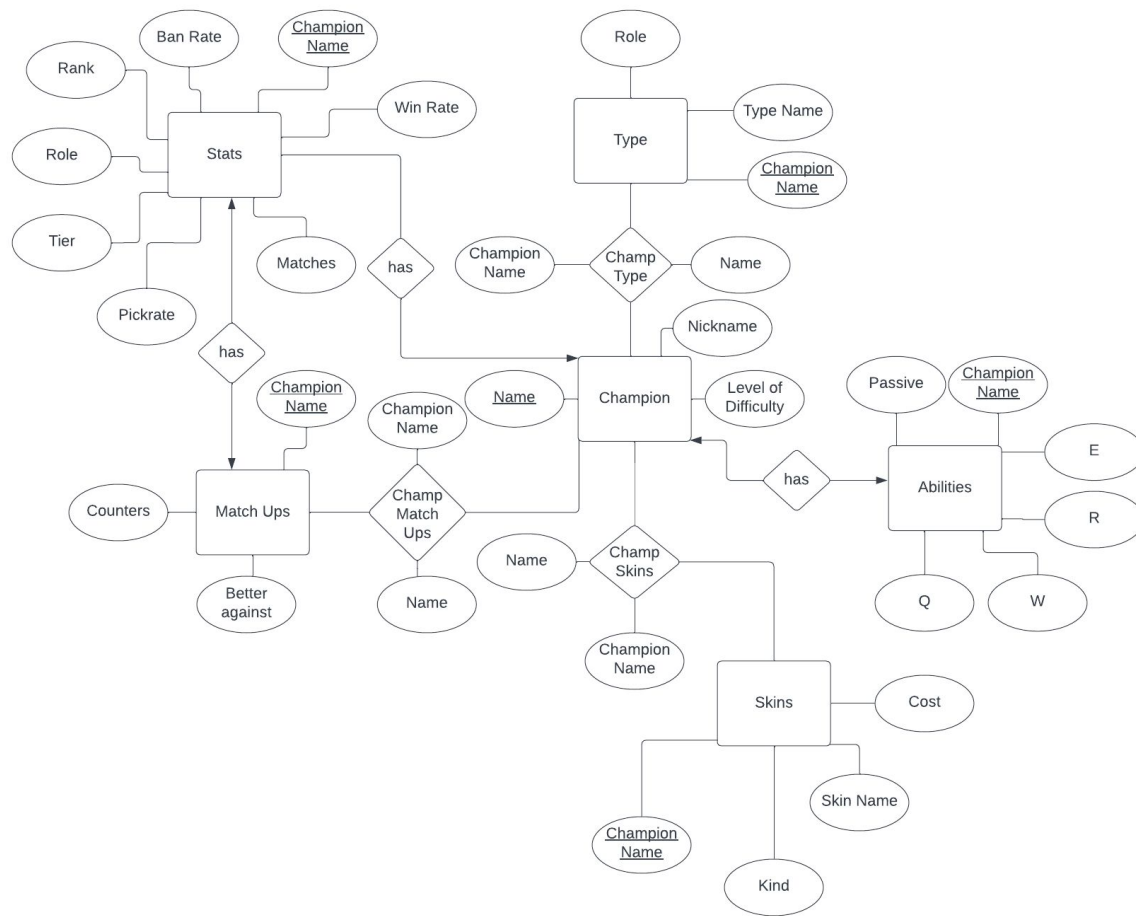 Ban Rate
Champion
Name
Role
Rank
Win Rate
Type Name
Type
Stats
Role
Champion
Name
Tier
Matches
has
Champion
Name
Champ
Type
Name
Pickrate
Nickname
has
Champion
Name
Passive
Champion
Name
Name
Champion
Level of
Difficulty
Champion
Name
E
has
Abilities
Counters
Match Ups
Champ
Match
Ups
R
Name
Champ
Skins
Better
against
Name
Q
W
Champion
Name
Skins
Cost
Skin Name
Champion
Name
Kind